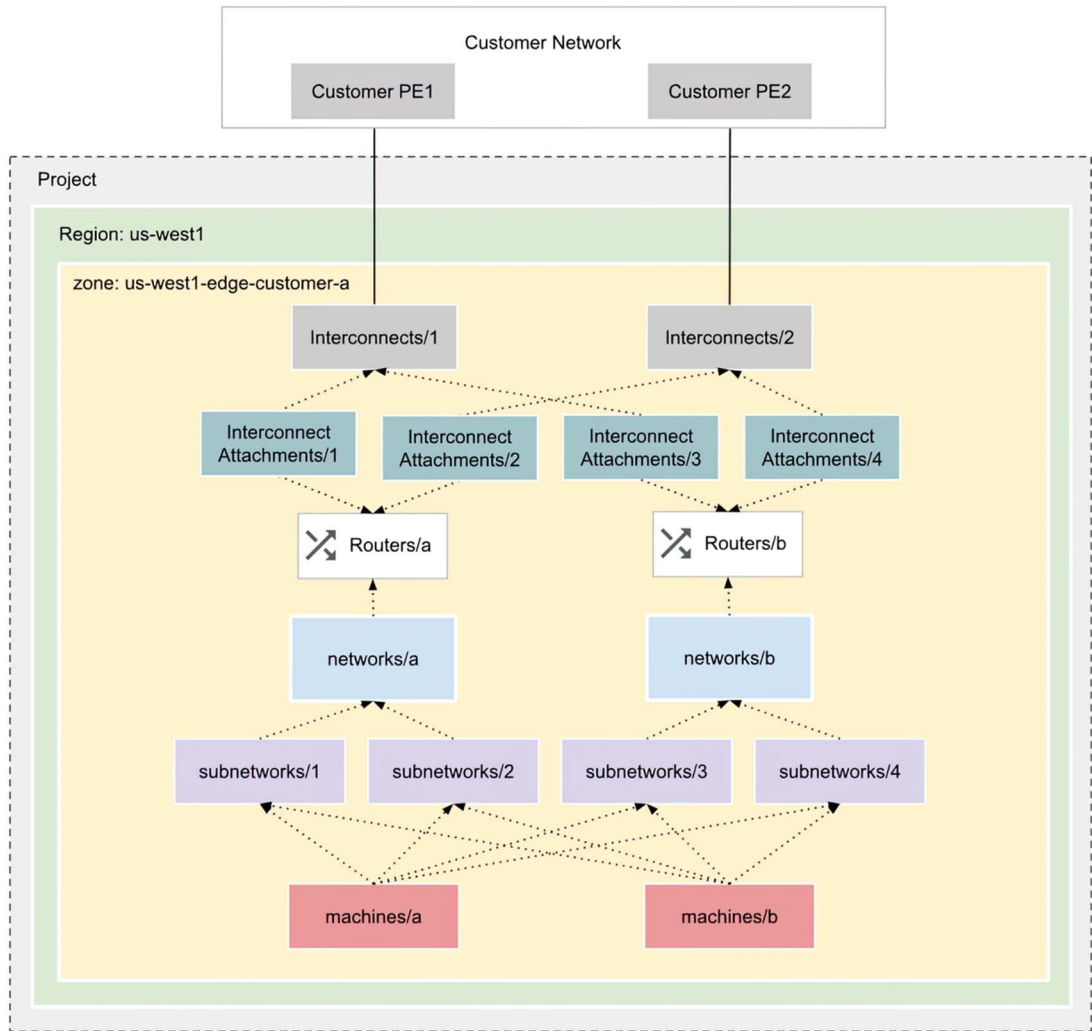 Customer Network
Customer PE1
Customer PE2
Project
Region: us-west1
zone: us-west1-edge-customer-a
Interconnects/1
Interconnects/2
Interconnect
Attachments/1
Interconnect
Attachments/2
Interconnect
Attachments/3
Interconnect
Attachments/4
Routers/a
Routers/b
networks/a
networks/b
subnetworks/1
subnetworks/2
subnetworks/3
subnetworks/4
machines/a
machines/b